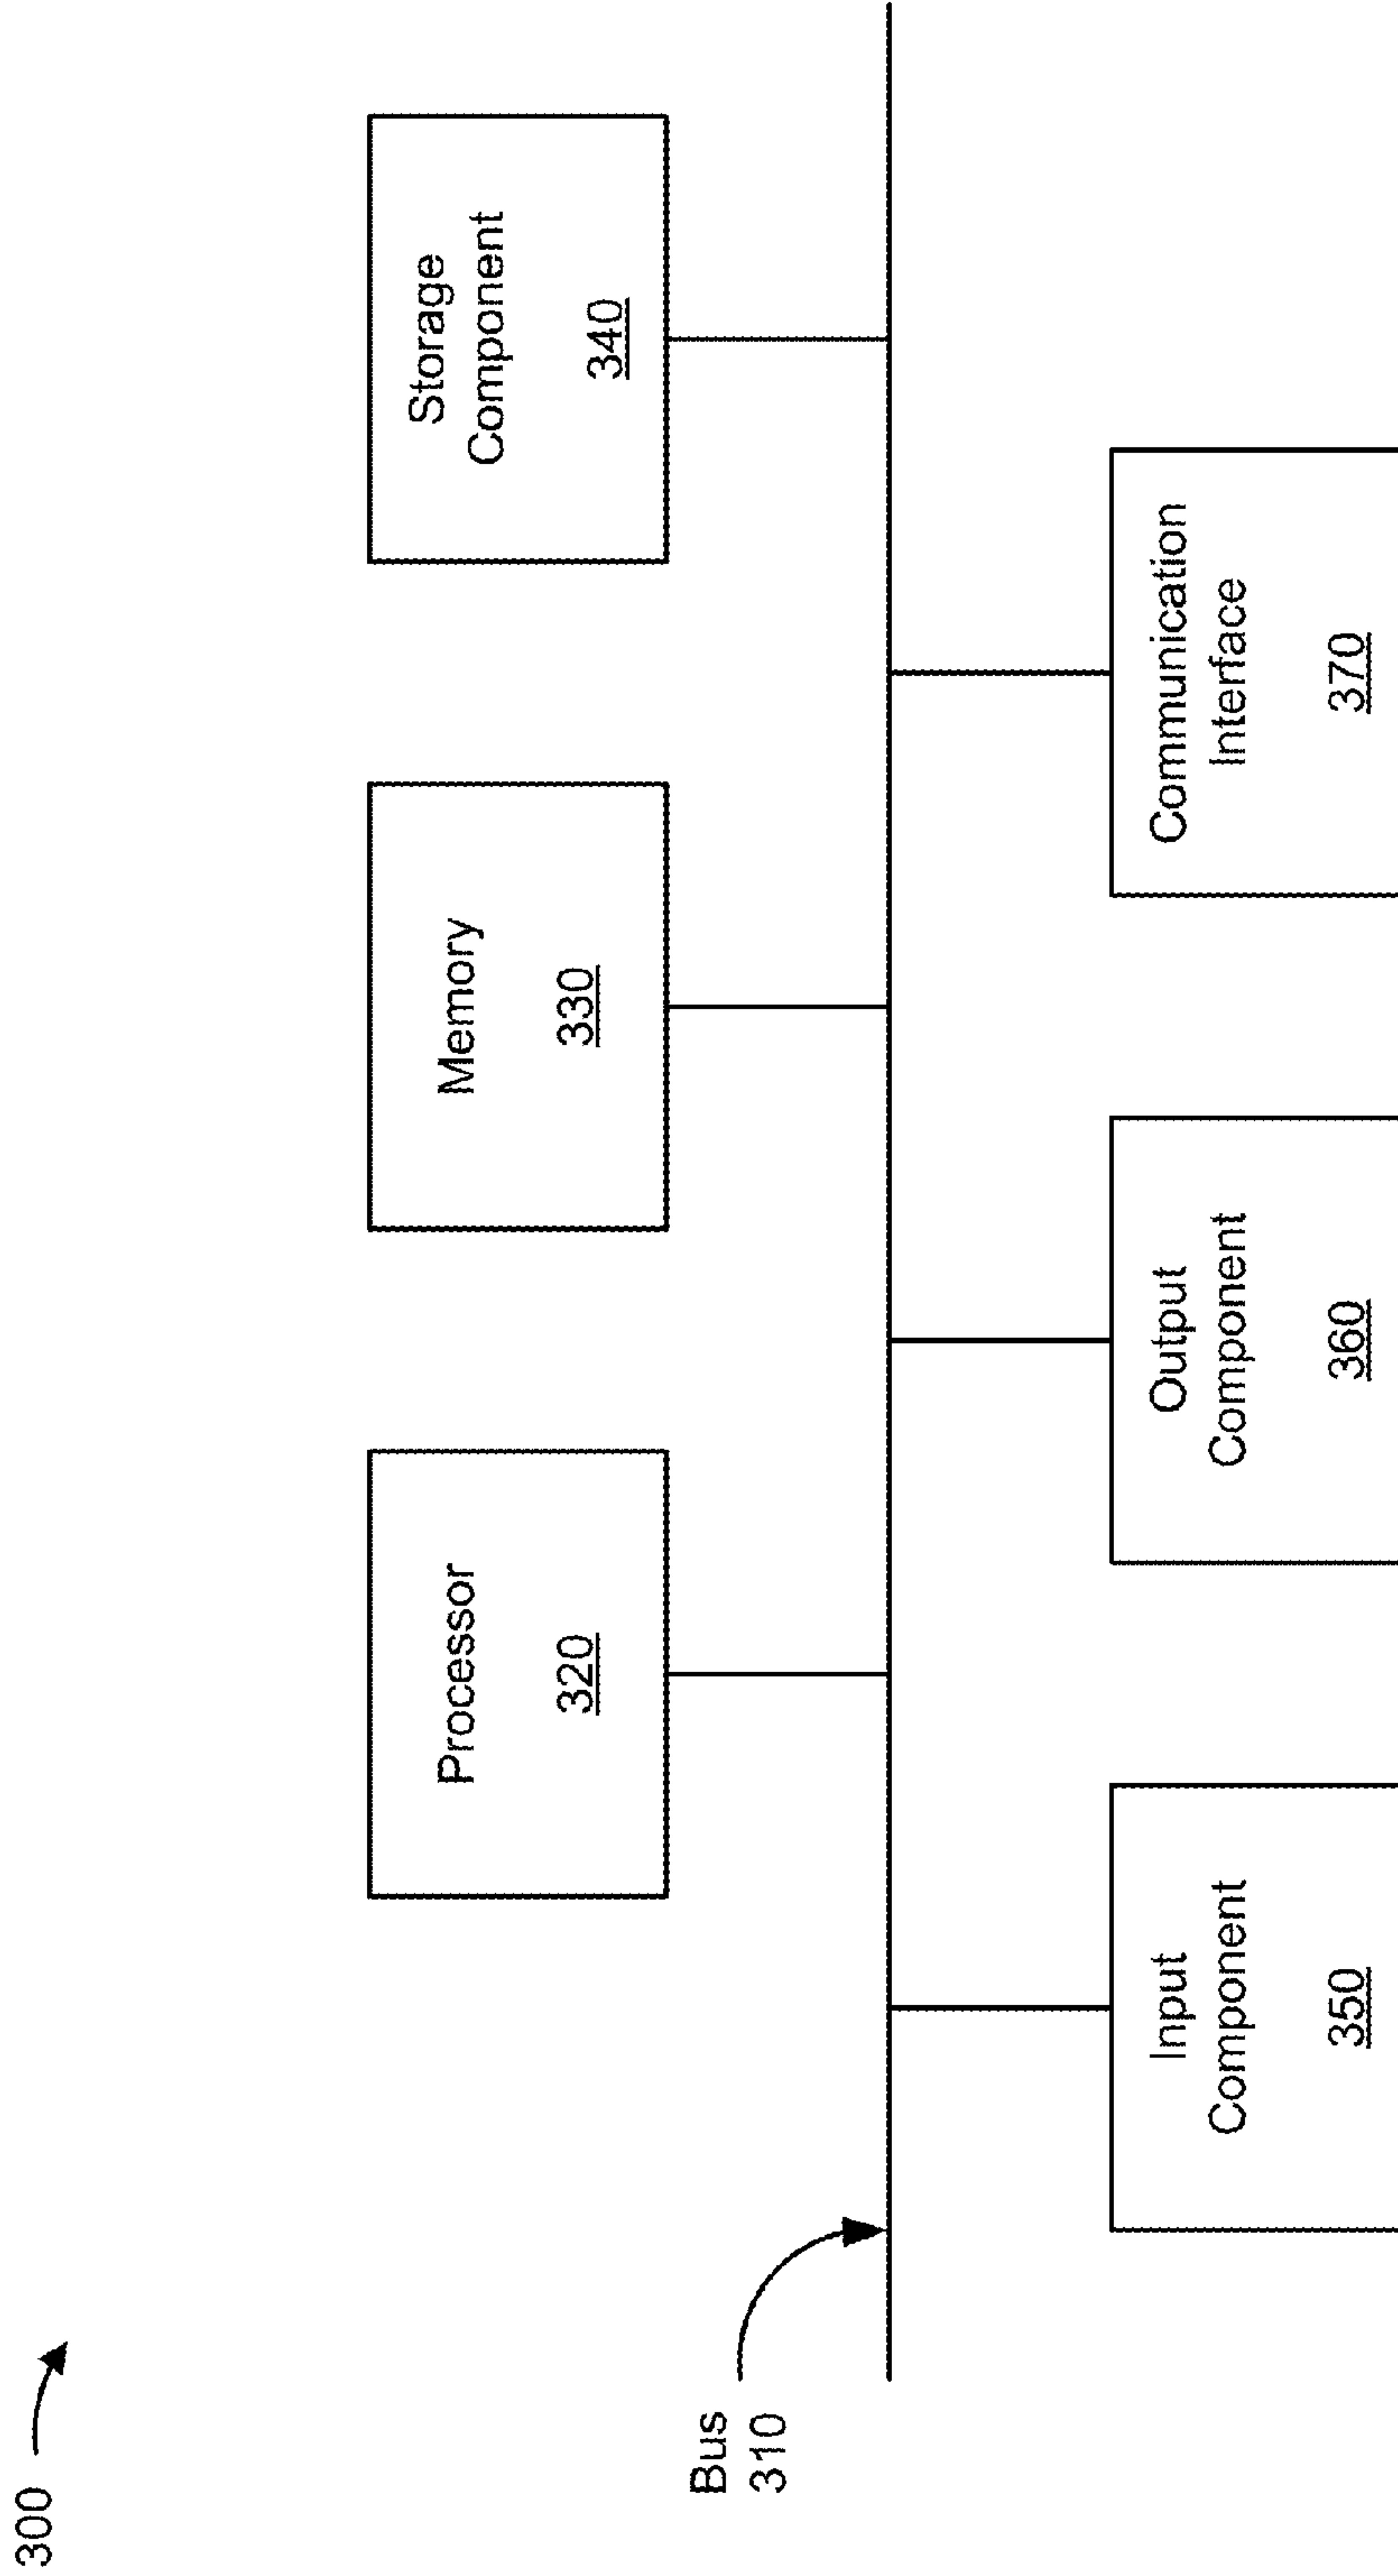 300
Processor
320
Memory
330
Storage
Component
340
Bus
310
Input
Component
350
Output
Component
360
Communication
Interface
370